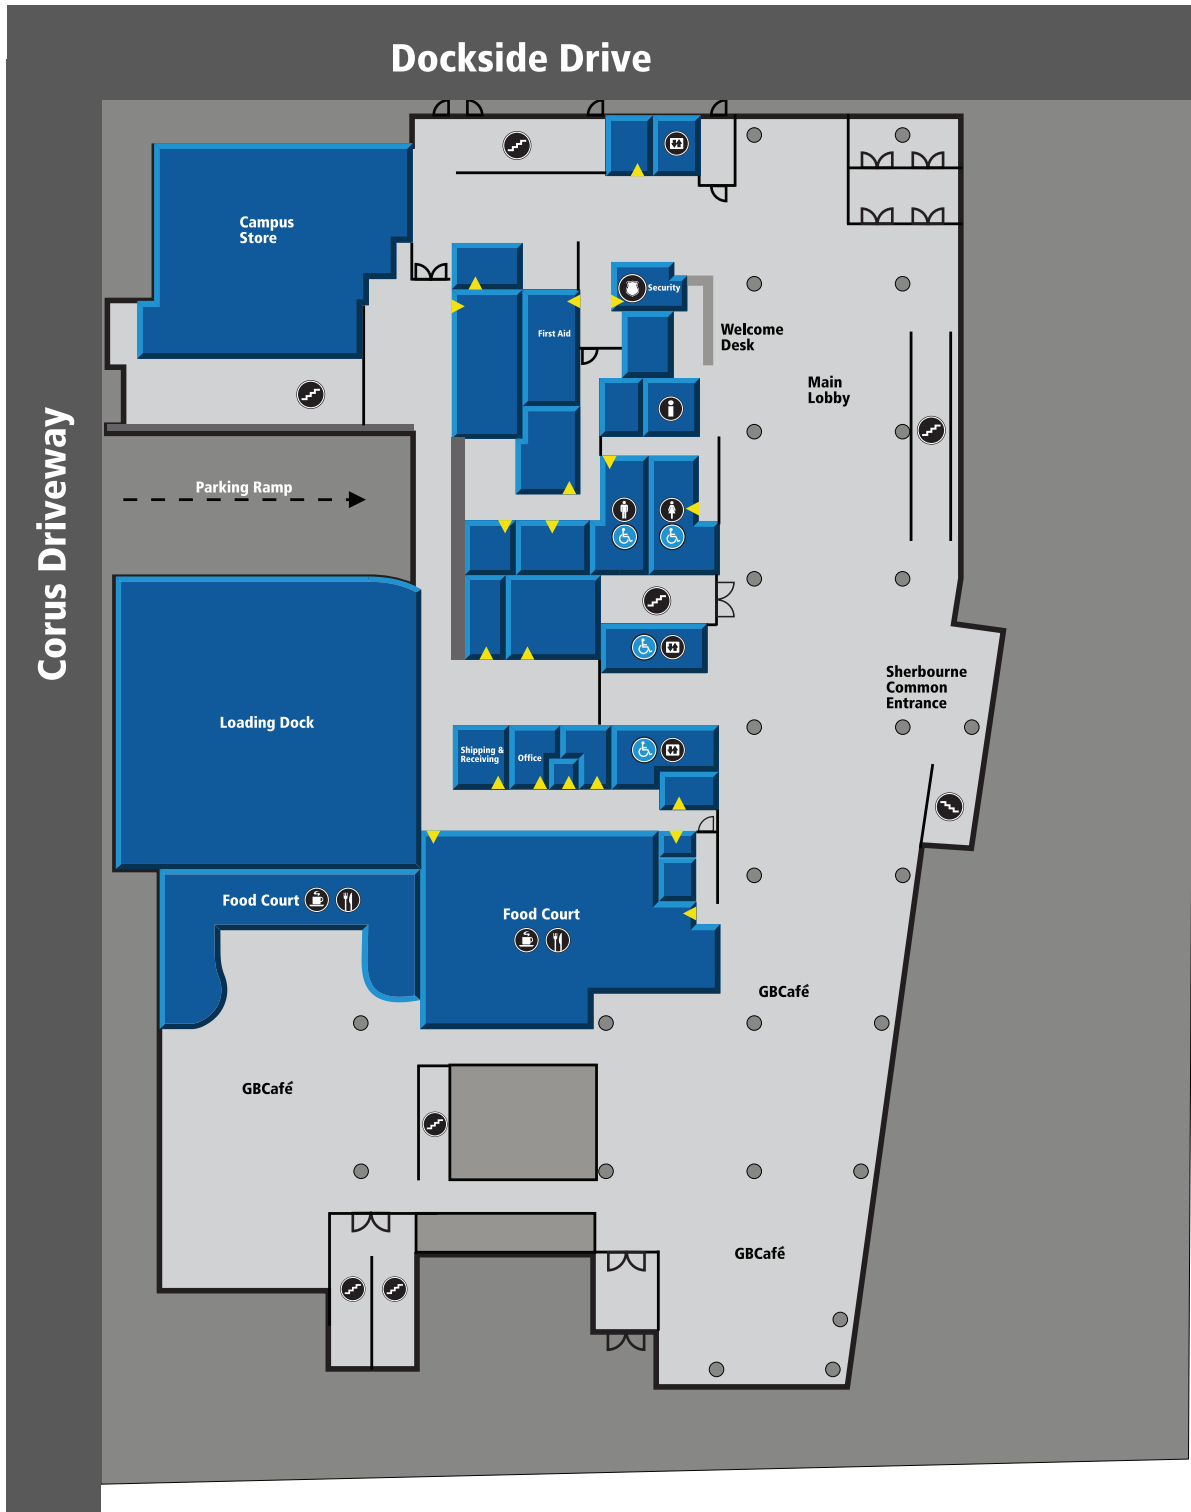 Dockside Drive
Corus Driveway
Campus
Store
Security
First Aid
Welcome
Desk
Main
Lobby
Parking Ramp
Sherbourne
Common
Entrance
Loading Dock
Shipping &
Receiving
Office
Food Court
Food Court
GBCafé
GBCafé
GBCafé